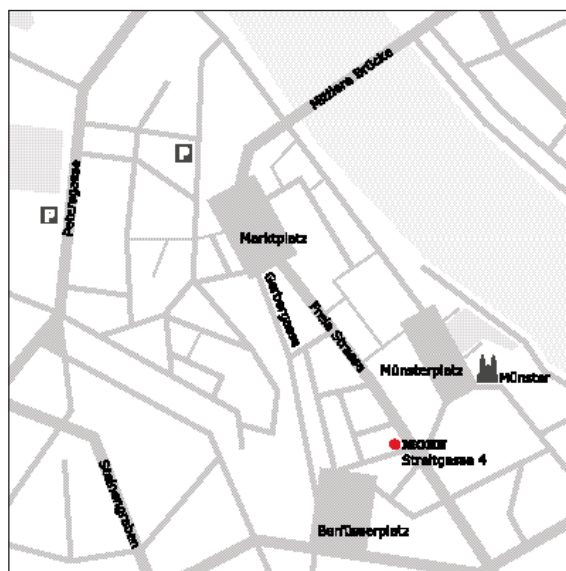 Mittlere Brücke
P
Petersgasse
P
Marktplatz
Gerbergasse
Freie Strasse
Münsterplatz
Münster
Streitgasse 4
Steinengraben
Barfüsserplatz